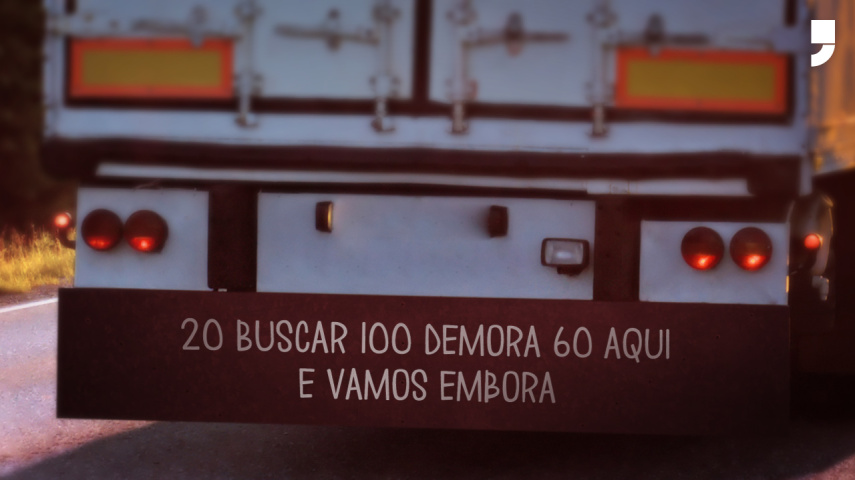 20 BUSCAR 100 DEMORA 60 AQUI
E VAMOS EMBORA